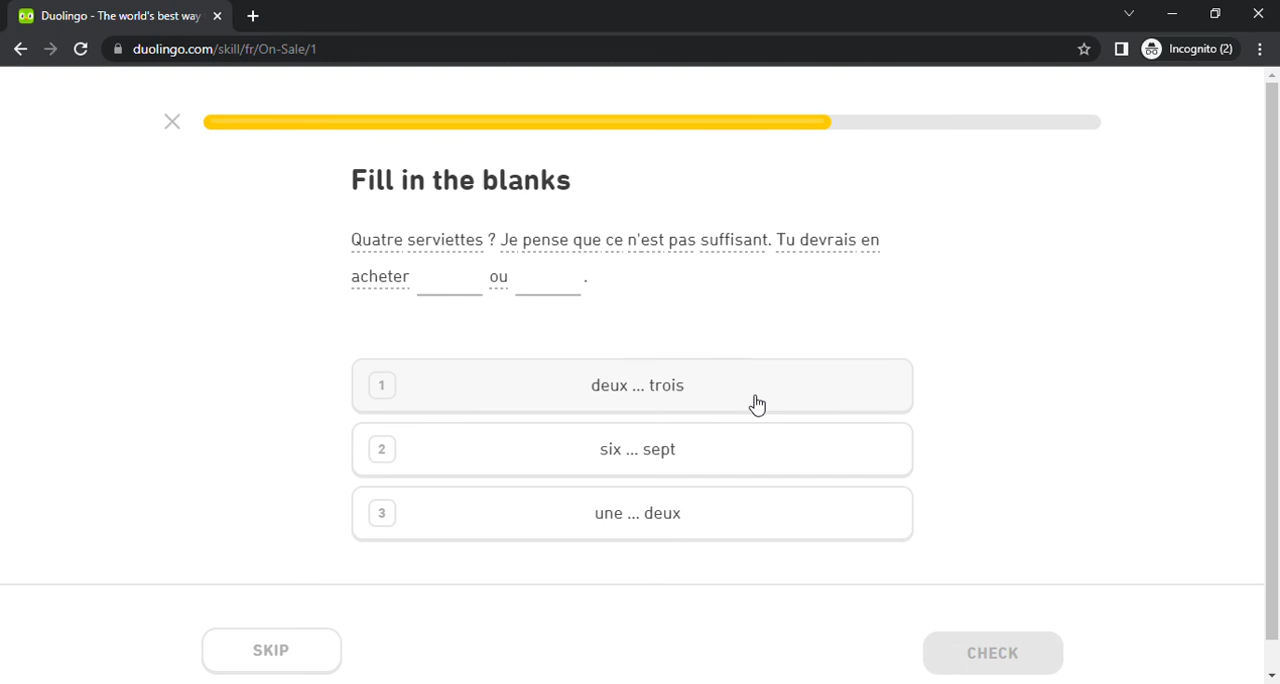 Duolingo - The world's best way
duolingo.com/skill/fr/On-Sale/1
Incognito (2)
Fill in the blanks
Quatre serviettes ? Je pense que ce n'est pas suffisant. Tu devrais en
acheter ______ ou ______ .
1 deux ... trois
2 six ... sept
3 une ... deux
SKIP
CHECK